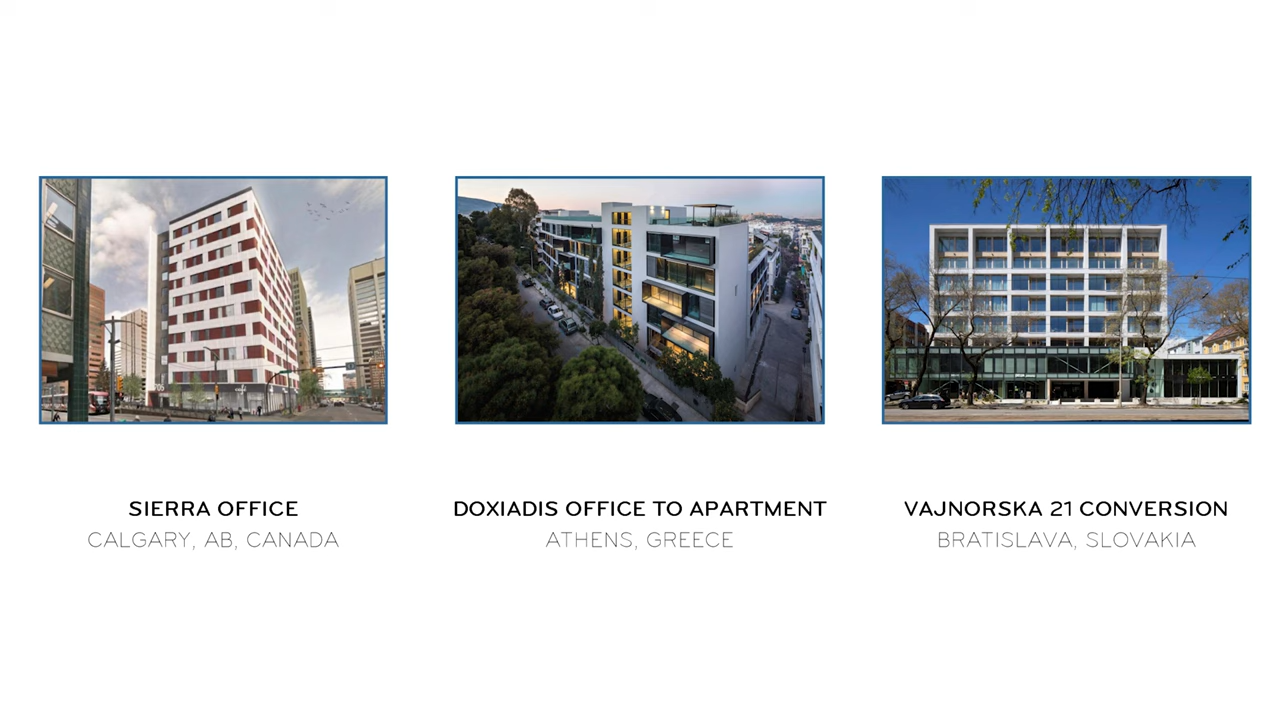 SIERRA OFFICE
CALGARY, AB, CANADA
DOXIADIS OFFICE TO APARTMENT
ATHENS, GREECE
VAJNORSKA 21 CONVERSION
BRATISLAVA, SLOVAKIA